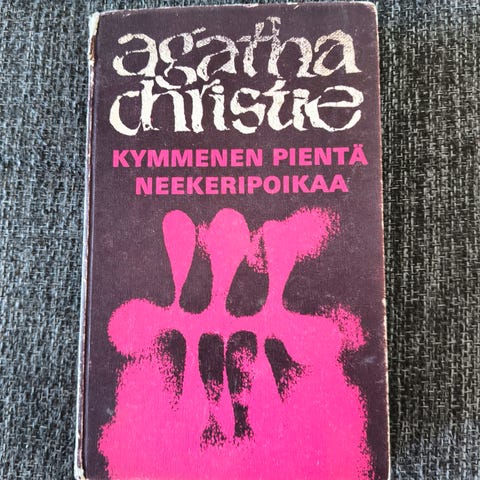 agatha
christie
KYMMENEN PIENTÄ
NEEKERIPOIKAA